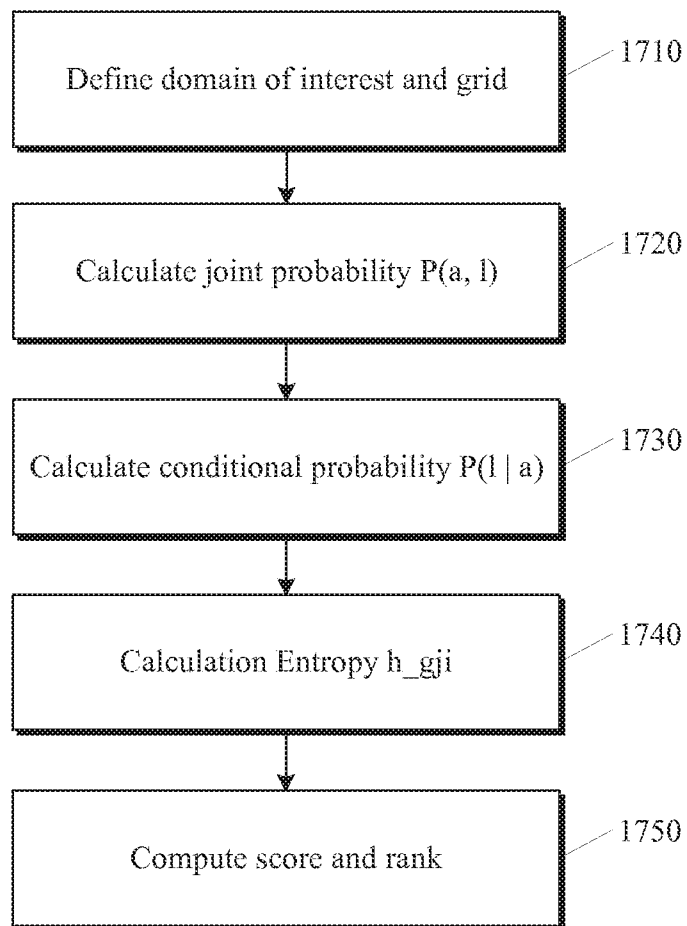 Define domain of interest and grid
1710
Calculate joint probability P(a, l)
1720
Calculate conditional probability P(l | a)
1730
Calculation Entropy h_gji
1740
Compute score and rank
1750